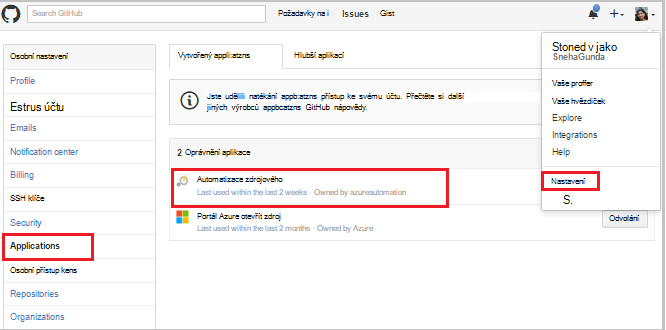 Search GitHub
Požadavky na i
Issues
Gist
Stoned v jako
SnehaGunda
Vaše proffer
Vaše hvězdiček
Explore
Integrations
Help
Nastavení
S.
Osobní nastavení
Profile
Estrus účtu
Emails
Notification center
Billing
SSH klíče
Security
Applications
Osobní přístup kens
Repositories
Organizations
Vytvořený appli:atzns
Hlubší aplikací
Jste udělili natékání appb:atzns přístup ke svému účtu. Přečtěte si další
jiných výrobců appbcatzns GitHub nápovědy.
2 Oprávnění aplikace
Automatizace zdrojového
Last used within the last 2 weeks · Owned by azureautomation
Portál Azure otevřít zdroj
Last used within the last 2 months · Owned by Azure
Odvolání